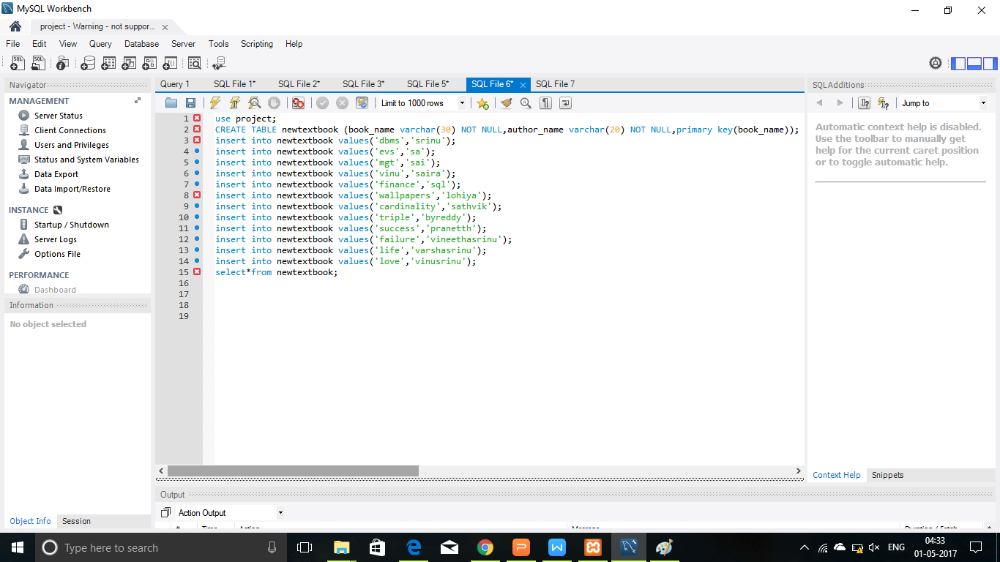 MySQL Workbench
project - Warning - not suppor...
File Edit View Query Database Server Tools Scripting Help
Navigator
MANAGEMENT
Server Status
Client Connections
Users and Privileges
Status and System Variables
Data Export
Data Import/Restore
INSTANCE
Startup / Shutdown
Server Logs
Options File
PERFORMANCE
Dashboard
Information
No object selected
Object Info Session
Query 1 SQL File 1* SQL File 2* SQL File 3* SQL File 5* SQL File 6* SQL File 7
Limit to 1000 rows
1 use project;
2 CREATE TABLE newtextbook (book_name varchar(30) NOT NULL,author_name varchar(20) NOT NULL,primary key(book_name));
3 insert into newtextbook values('dbms','srinu');
4 insert into newtextbook values('evs','sa');
5 insert into newtextbook values('mgt','sai');
6 insert into newtextbook values('vinu','saira');
7 insert into newtextbook values('finance','sql');
8 insert into newtextbook values('wallpapers','lohiya');
9 insert into newtextbook values('cardinality','sathvik');
10 insert into newtextbook values('triple','byreddy');
11 insert into newtextbook values('success','pranetth');
12 insert into newtextbook values('failure','vineethasrinu');
13 insert into newtextbook values('life','varshasrinu');
14 insert into newtextbook values('love','vinusrinu');
15 select*from newtextbook;
16
17
18
19
Output
Action Output
# Time Action Message Duration / Fetch
SQLAdditions
Jump to
Automatic context help is disabled.
Use the toolbar to manually get
help for the current caret position
or to toggle automatic help.
Context Help Snippets
Type here to search
ENG
04:33
01-05-2017